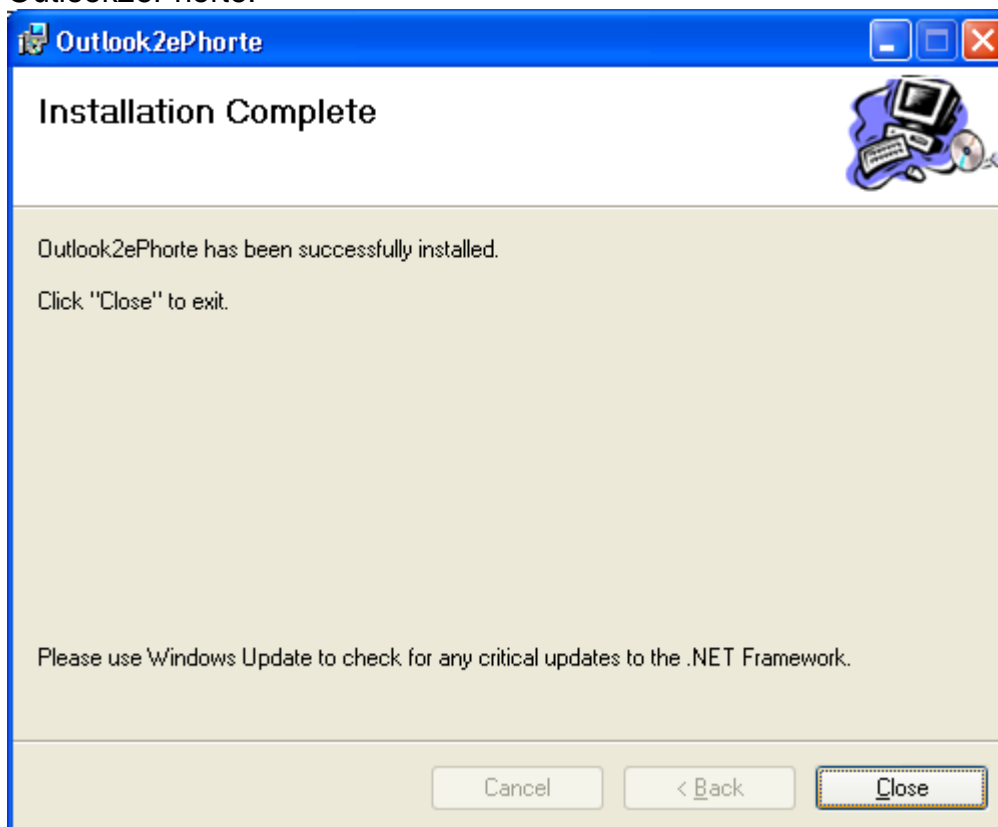 Outlook2ePhorte.
Outlook2ePhorte
Installation Complete
Outlook2ePhorte has been successfully installed.
Click "Close" to exit.
Please use Windows Update to check for any critical updates to the .NET Framework.
Cancel < Back Close